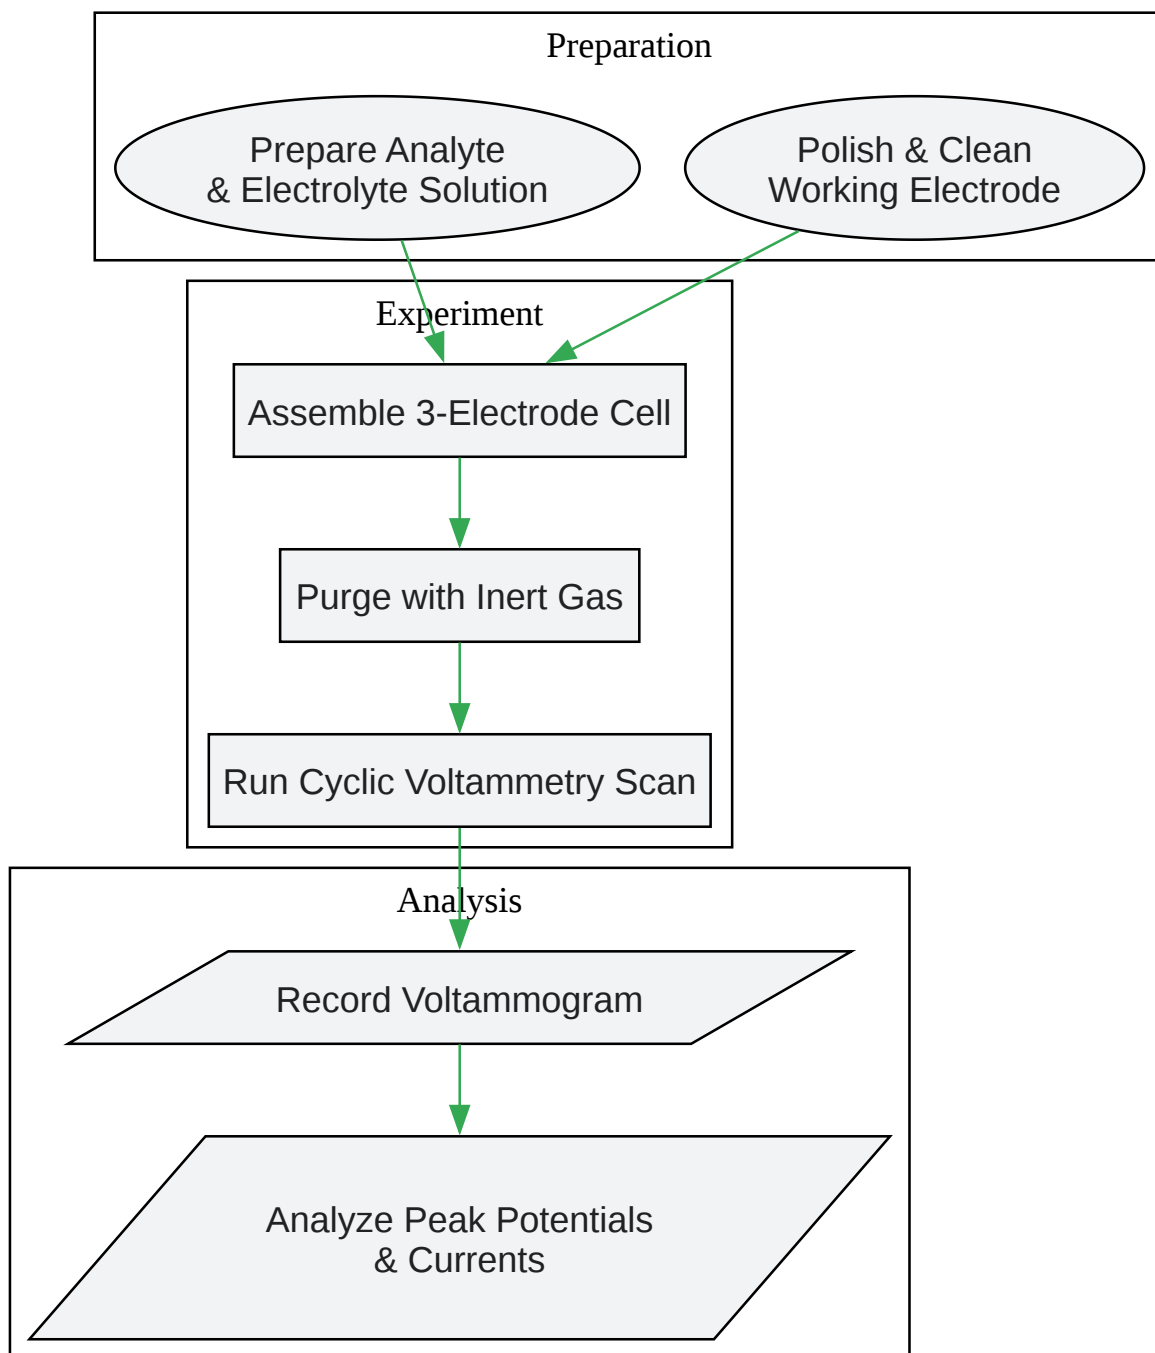 Preparation
Prepare Analyte
& Electrolyte Solution
Polish & Clean
Working Electrode
Experiment
Assemble 3-Electrode Cell
Purge with Inert Gas
Run Cyclic Voltammetry Scan
Analysis
Record Voltammogram
Analyze Peak Potentials
& Currents